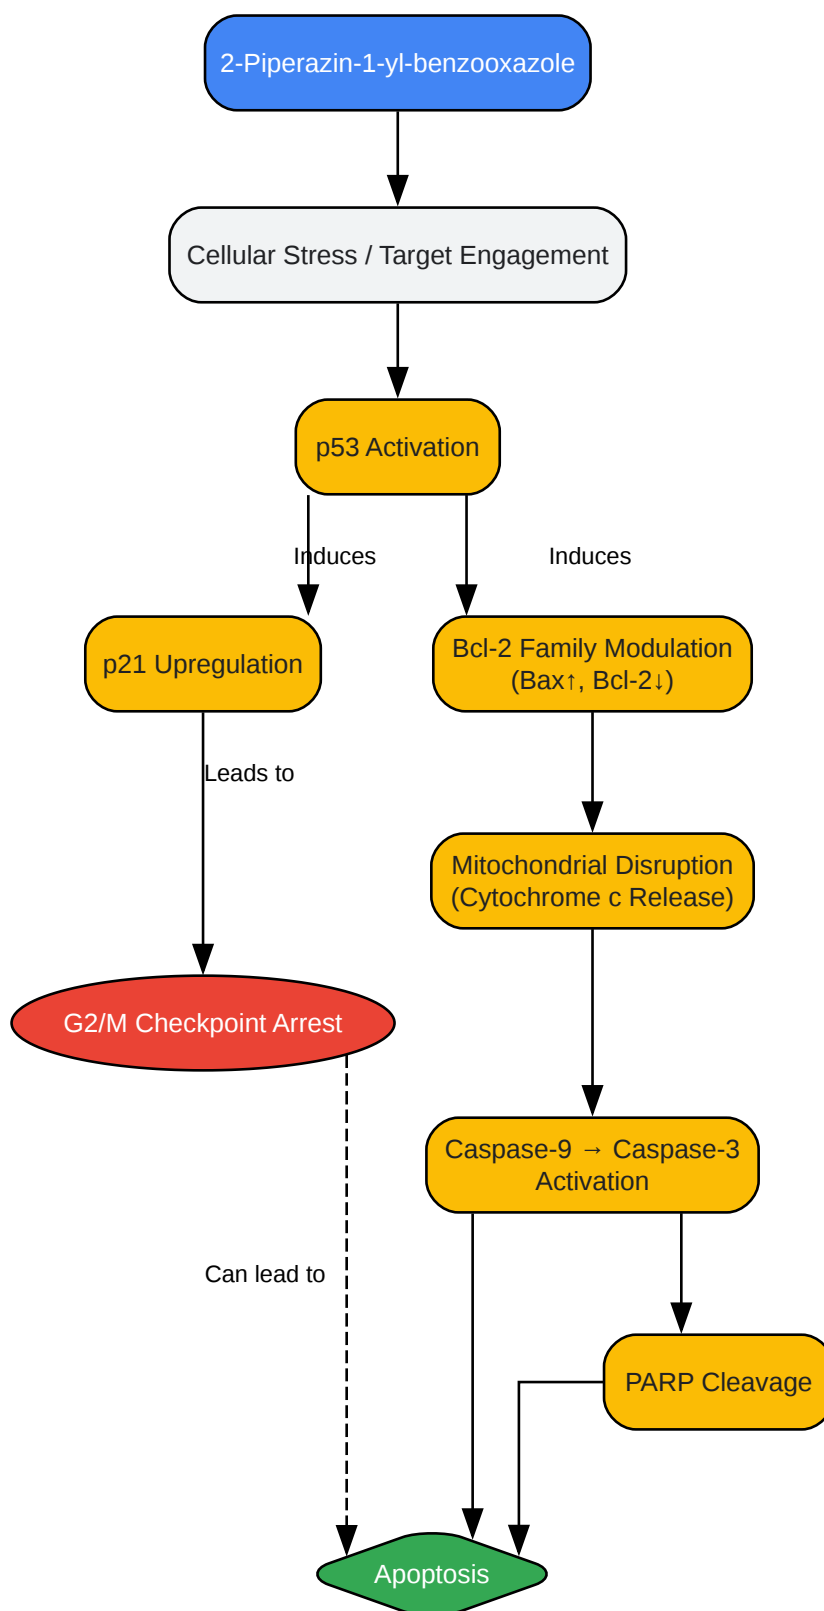 2-Piperazin-1-yl-benzooxazole
Cellular Stress / Target Engagement
p53 Activation
Induces
Induces
p21 Upregulation
Bcl-2 Family Modulation
(Bax↑, Bcl-2↓)
Leads to
Mitochondrial Disruption
(Cytochrome c Release)
G2/M Checkpoint Arrest
Caspase-9 → Caspase-3
Activation
Can lead to
PARP Cleavage
Apoptosis